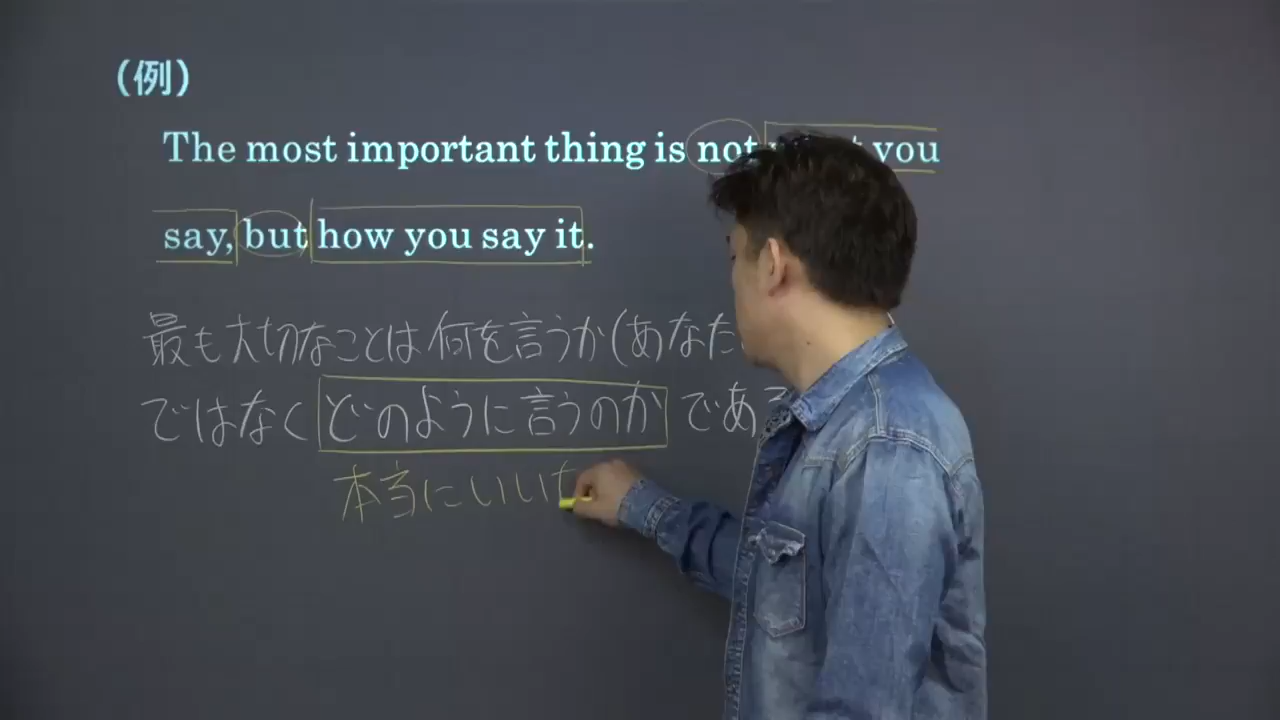 (例)
The most important thing is not you
say, but how you say it.
最も大切なことは何を言うか(あなた
ではなくどのように言うのか であ
本当にいい